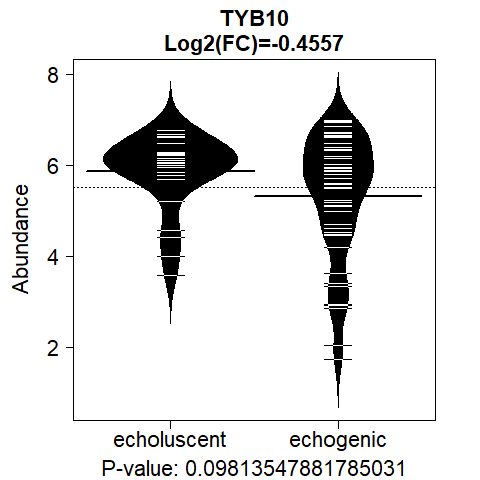 TYB10
Log2(FC)=-0.4557
8
6
4
2
Abundance
echoluscent echogenic
P-value: 0.09813547881785031